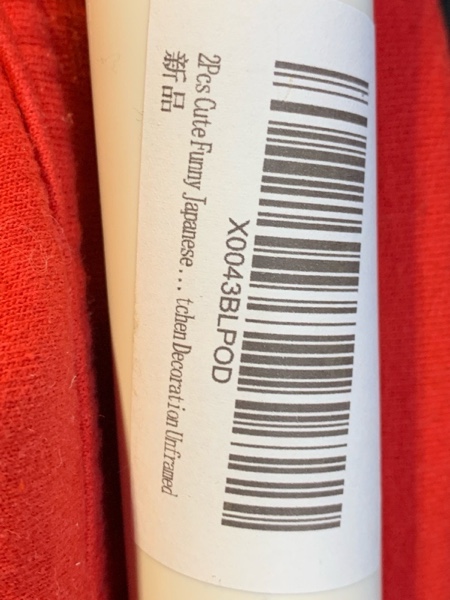 X0043BLPOD
2Pcs Cute Funny Japanese... tchen Decoration Unframed
新品